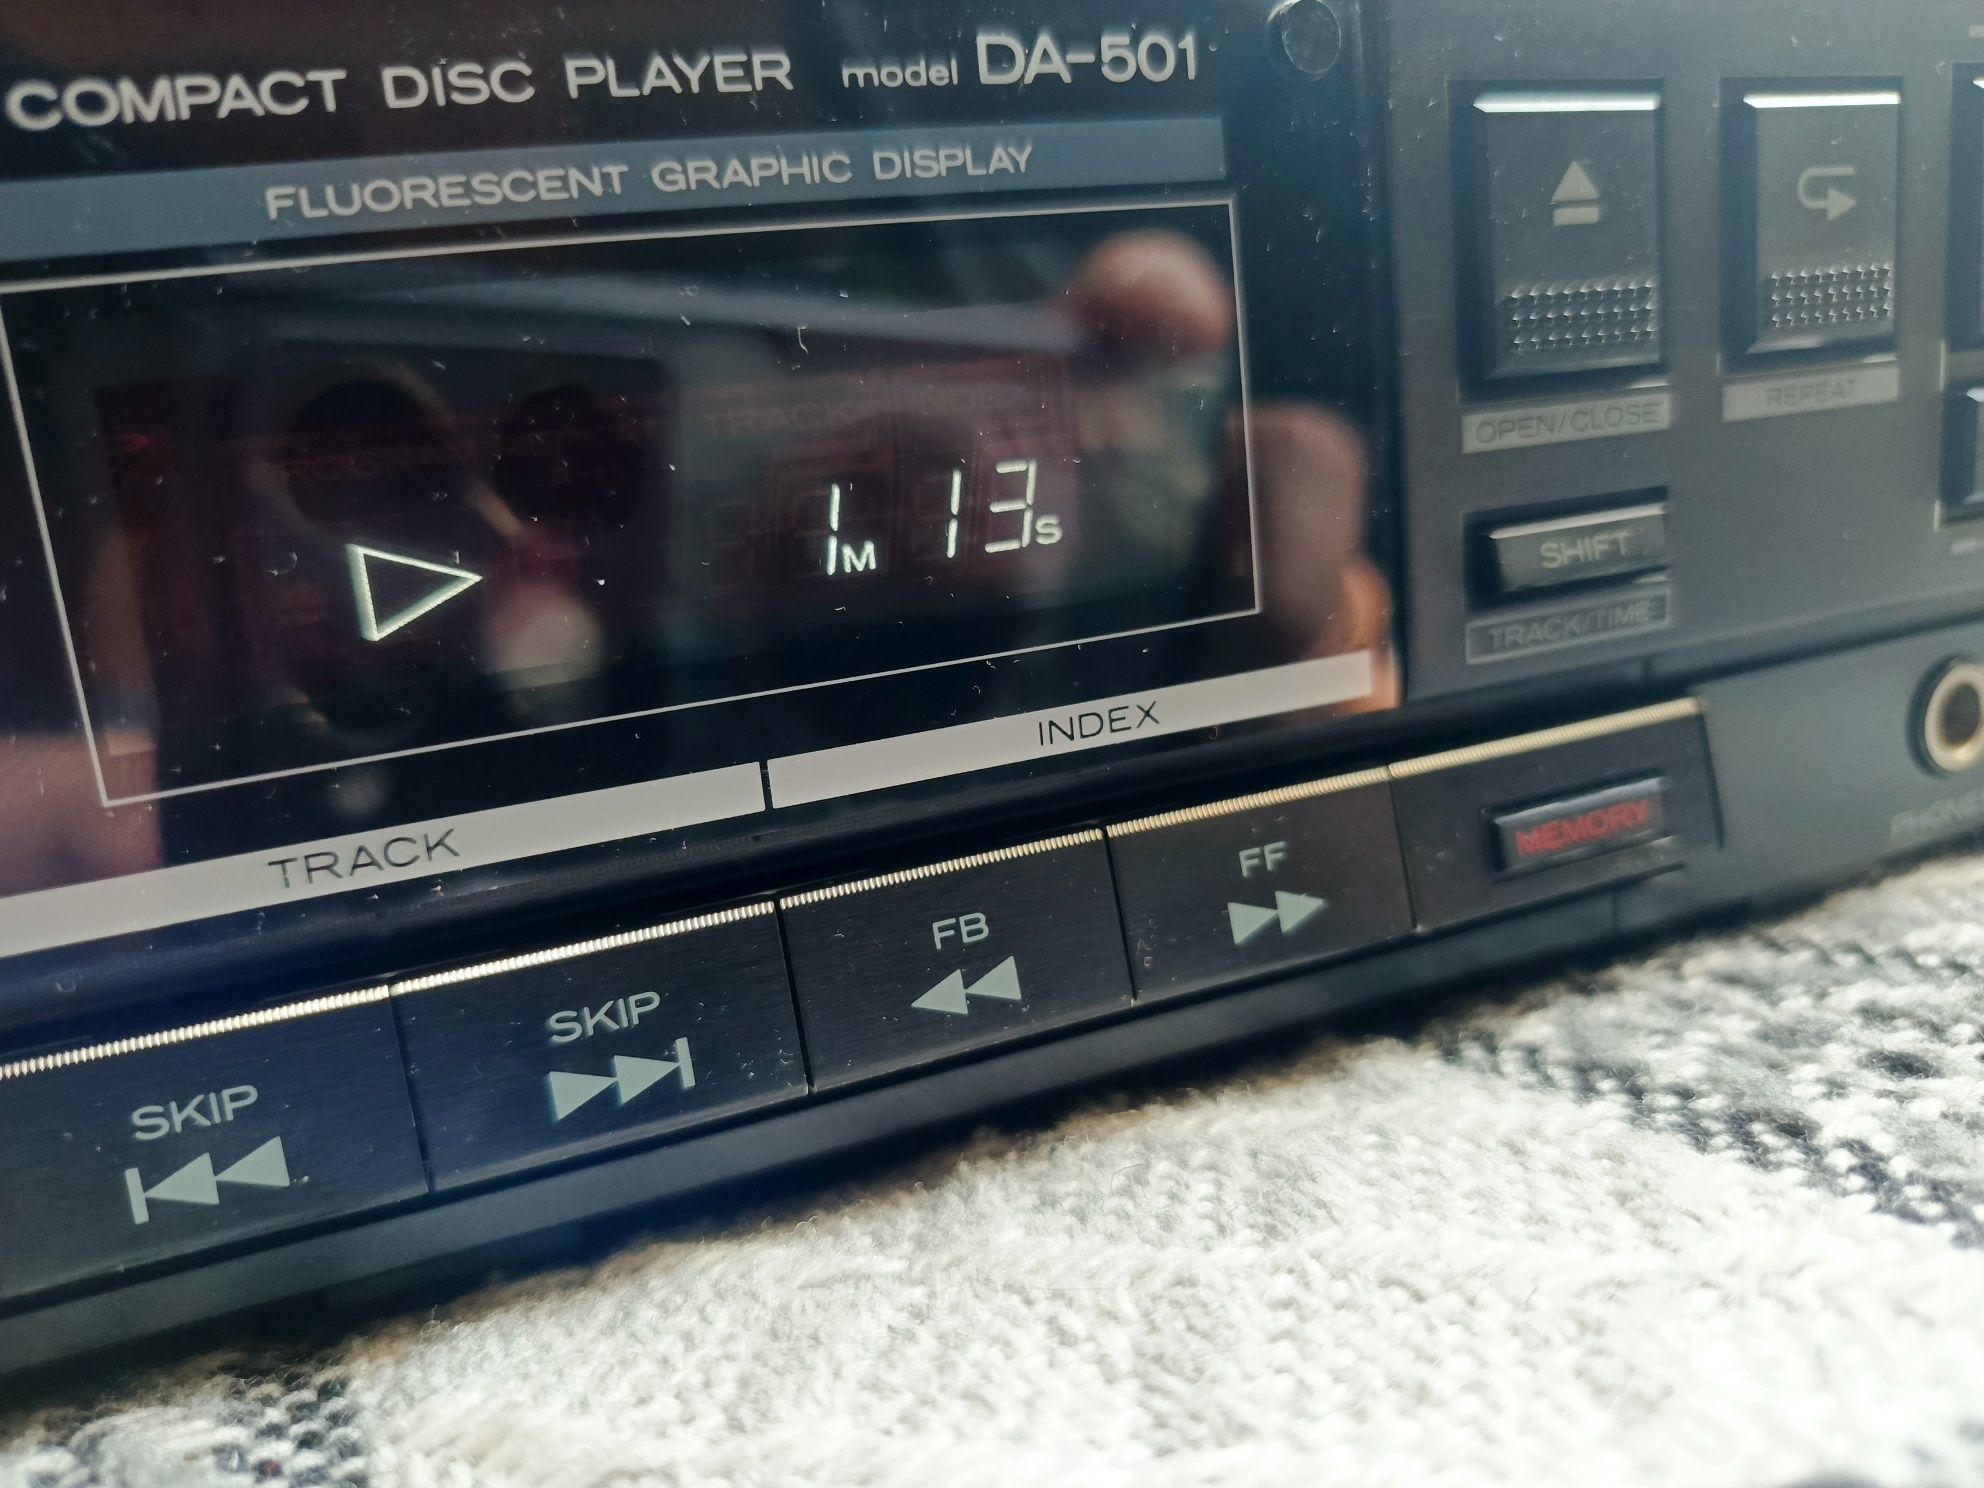 COMPACT DISC PLAYER model DA-501
FLUORESCENT GRAPHIC DISPLAY
TRACK
1M 13S
OPEN/CLOSE
REPEAT
SHIFT
TRACK/TIME
TRACK
INDEX
SKIP
SKIP
FB
FF
MEMORY